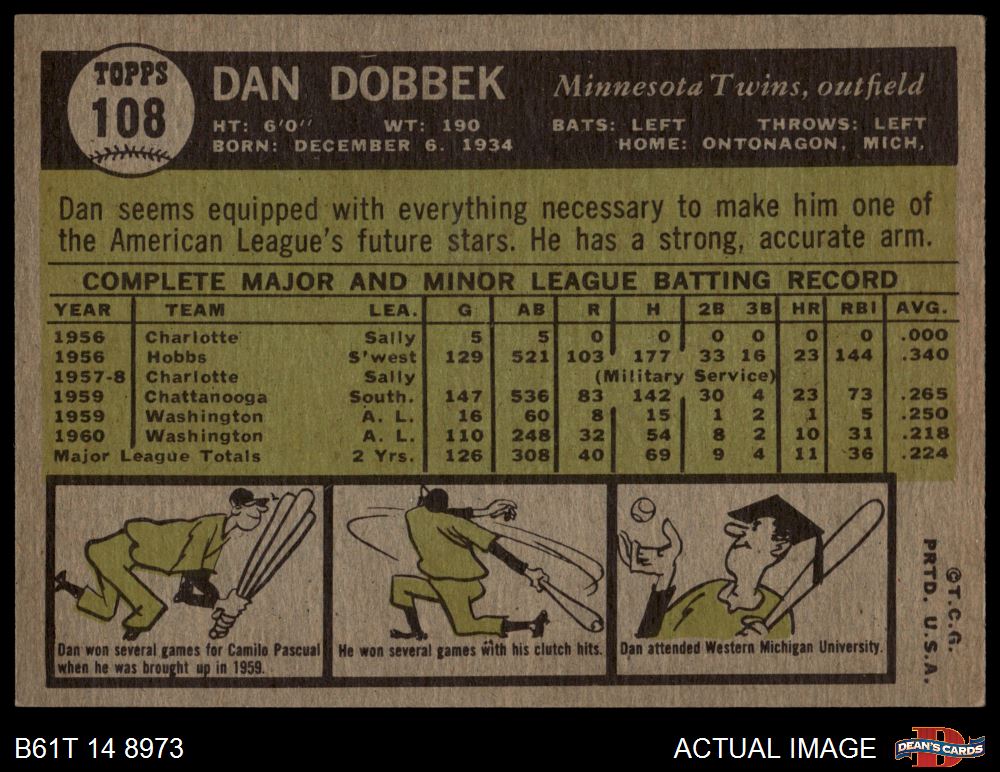 TOPPS
108
DAN DOBBEK Minnesota Twins, outfield
HT: 6'0" WT: 190 BATS: LEFT THROWS: LEFT
BORN: DECEMBER 6, 1934 HOME: ONTONAGON, MICH.
Dan seems equipped with everything necessary to make him one of
the American League's future stars. He has a strong, accurate arm.
COMPLETE MAJOR AND MINOR LEAGUE BATTING RECORD
YEAR TEAM LEA. G AB R H 2B 3B HR RBI AVG.
1956 Charlotte Sally 5 5 0 0 0 0 0 0 .000
1956 Hobbs S'west 129 521 103 177 33 16 23 144 .340
1957-8 Charlotte Sally (Military Service)
1959 Chattanooga South. 147 536 83 142 30 4 23 73 .265
1959 Washington A. L. 16 60 8 15 1 2 1 5 .250
1960 Washington A. L. 110 248 32 54 8 2 10 31 .218
Major League Totals 2 Yrs. 126 308 40 69 9 4 11 36 .224
Dan won several games for Camilo Pascual
when he was brought up in 1959.
He won several games with his clutch hits.
Dan attended Western Michigan University.
©T.C.G.
PRTD. U.S.A.
B61T 14 8973
ACTUAL IMAGE
D
DEAN'S CARDS